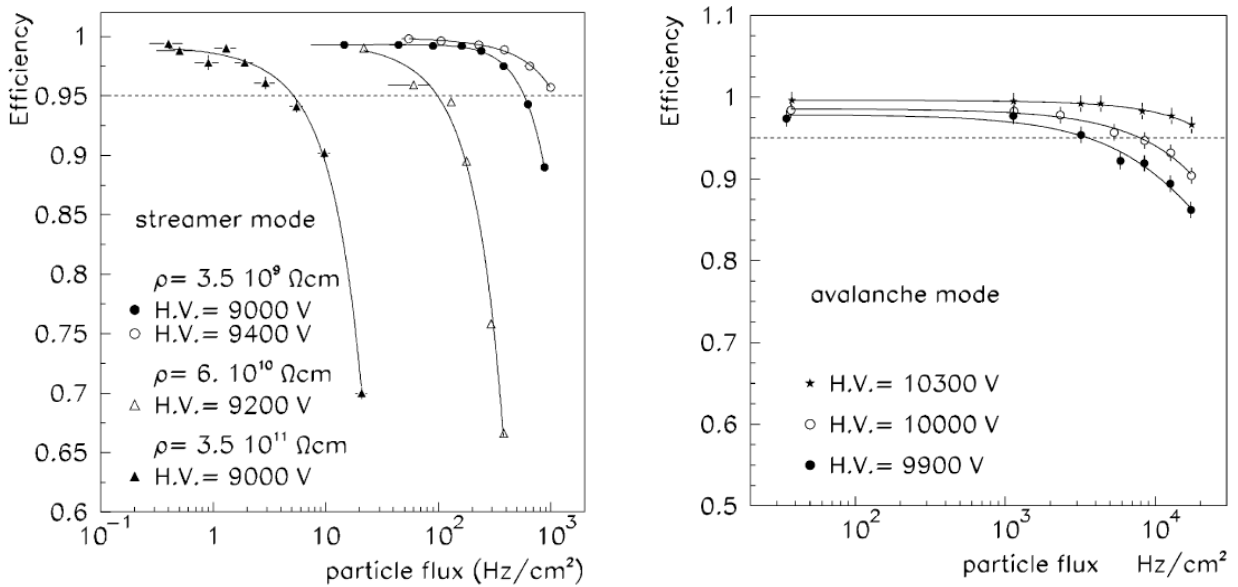 Efficiency
1
0.95
0.9
0.85
0.8
0.75
0.7
0.65
0.6
streamer mode
ρ= 3.5 10⁹ Ωcm
H.V.= 9000 V
H.V.= 9400 V
ρ= 6. 10¹⁰ Ωcm
H.V.= 9200 V
ρ= 3.5 10¹¹ Ωcm
H.V.= 9000 V
10⁻¹ 1 10 10² 10³
particle flux (Hz/cm²)
Efficiency
1.1
1
0.9
0.8
0.7
0.6
0.5
avalanche mode
H.V.= 10300 V
H.V.= 10000 V
H.V.= 9900 V
10² 10³ 10⁴
particle flux Hz/cm²